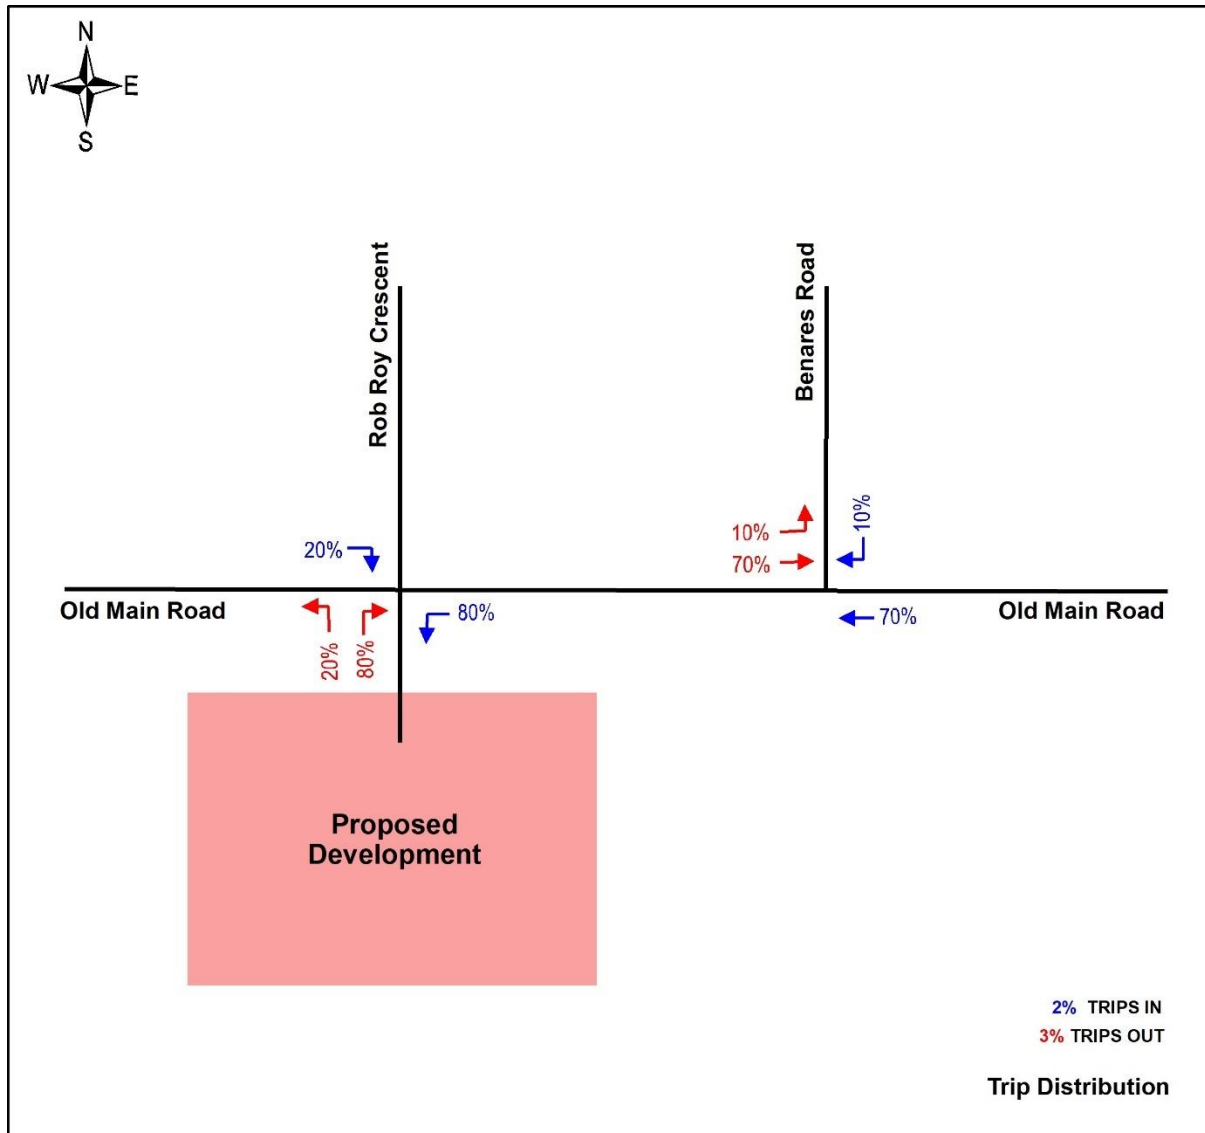 N
W E
S
Rob Roy Crescent
Benares Road
20%
10%
10%
70%
Old Main Road
20%
80%
80%
70%
Old Main Road
Proposed
Development
2% TRIPS IN
3% TRIPS OUT
Trip Distribution